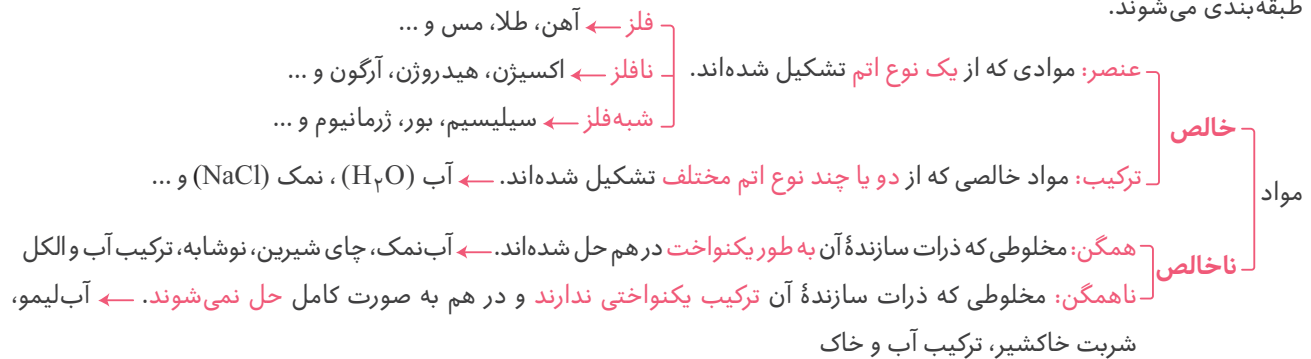 طبقه‌بندی می‌شوند.
فلز ← آهن، طلا، مس و ...
عنصر: موادی که از یک نوع اتم تشکیل شده‌اند.
نافلز ← اکسیژن، هیدروژن، آرگون و ...
شبه‌فلز ← سیلیسیم، بور، ژرمانیوم و ...
خالص
ترکیب: مواد خالصی که از دو یا چند نوع اتم مختلف تشکیل شده‌اند. ← آب (H۲O)، نمک (NaCl) و ...
مواد
همگن: مخلوطی که ذرات سازندهٔ آن به طور یکنواخت در هم حل شده‌اند. ← آب‌نمک، چای شیرین، نوشابه، ترکیب آب و الکل
ناخالص
ناهمگن: مخلوطی که ذرات سازندهٔ آن ترکیب یکنواختی ندارند و در هم به صورت کامل حل نمی‌شوند. ← آب‌لیمو،
شربت خاکشیر، ترکیب آب و خاک